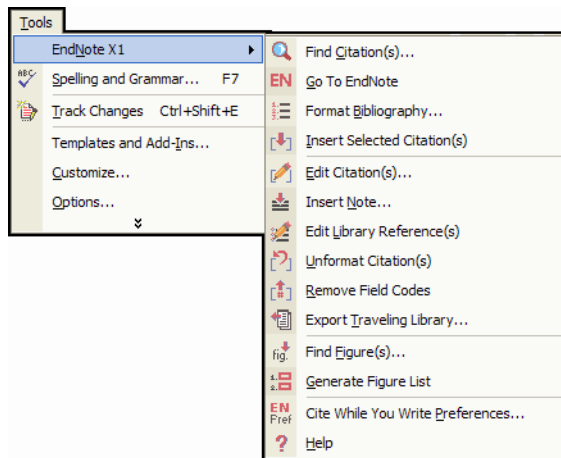 Tools
EndNote X1
Spelling and Grammar... F7
Track Changes Ctrl+Shift+E
Templates and Add-Ins...
Customize...
Options...
Find Citation(s)...
EN Go To EndNote
Format Bibliography...
Insert Selected Citation(s)
Edit Citation(s)...
Insert Note...
Edit Library Reference(s)
Unformat Citation(s)
Remove Field Codes
Export Traveling Library...
fig. Find Figure(s)...
Generate Figure List
EN Pref Cite While You Write Preferences...
? Help